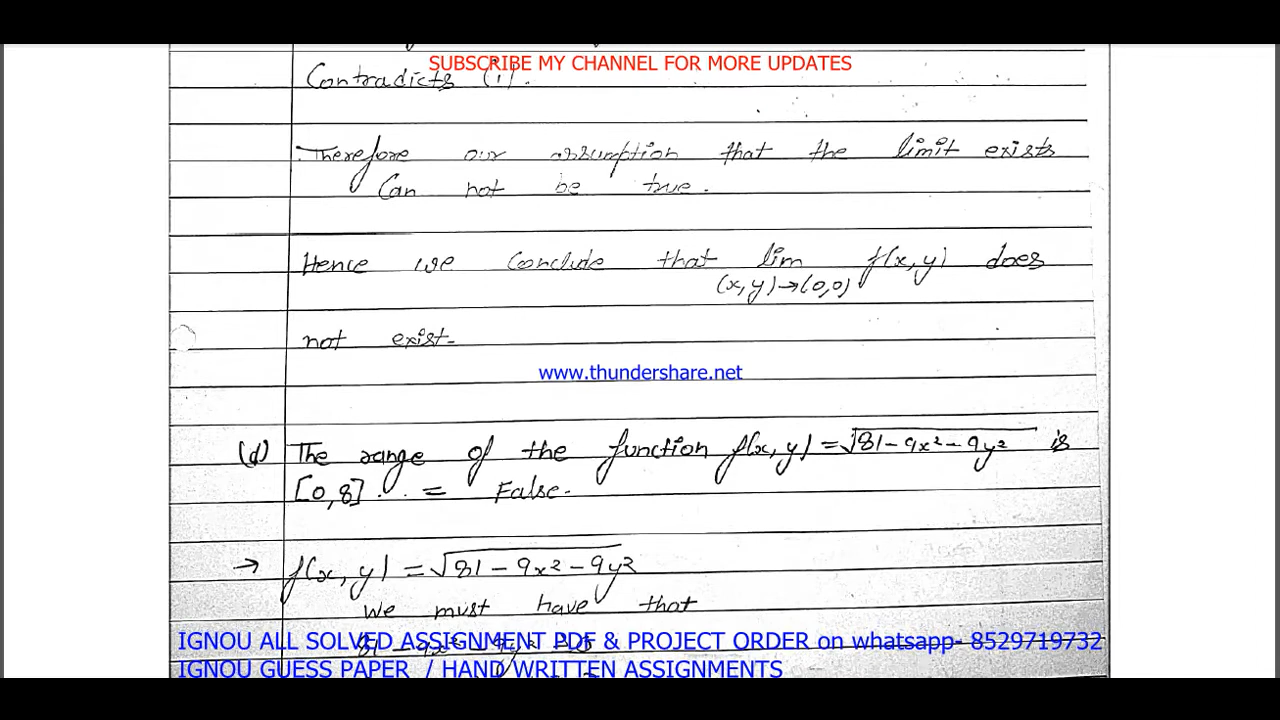 SUBSCRIBE MY CHANNEL FOR MORE UPDATES
Contradicts (i).
Therefore our assumption that the limit exists
Can not be true.
Hence we conclude that lim f(x,y) does
(x,y)→(0,0)
not exist-
www.thundershare.net
(d) The range of the function f(x,y) = √81-9x²-9y² is
[0,8] . . = False.
→ f(x,y) = √81-9x²-9y²
We must have that
IGNOU ALL SOLVED ASSIGNMENT PDF & PROJECT ORDER on whatsapp- 8529719732
IGNOU GUESS PAPER / HAND WRITTEN ASSIGNMENTS